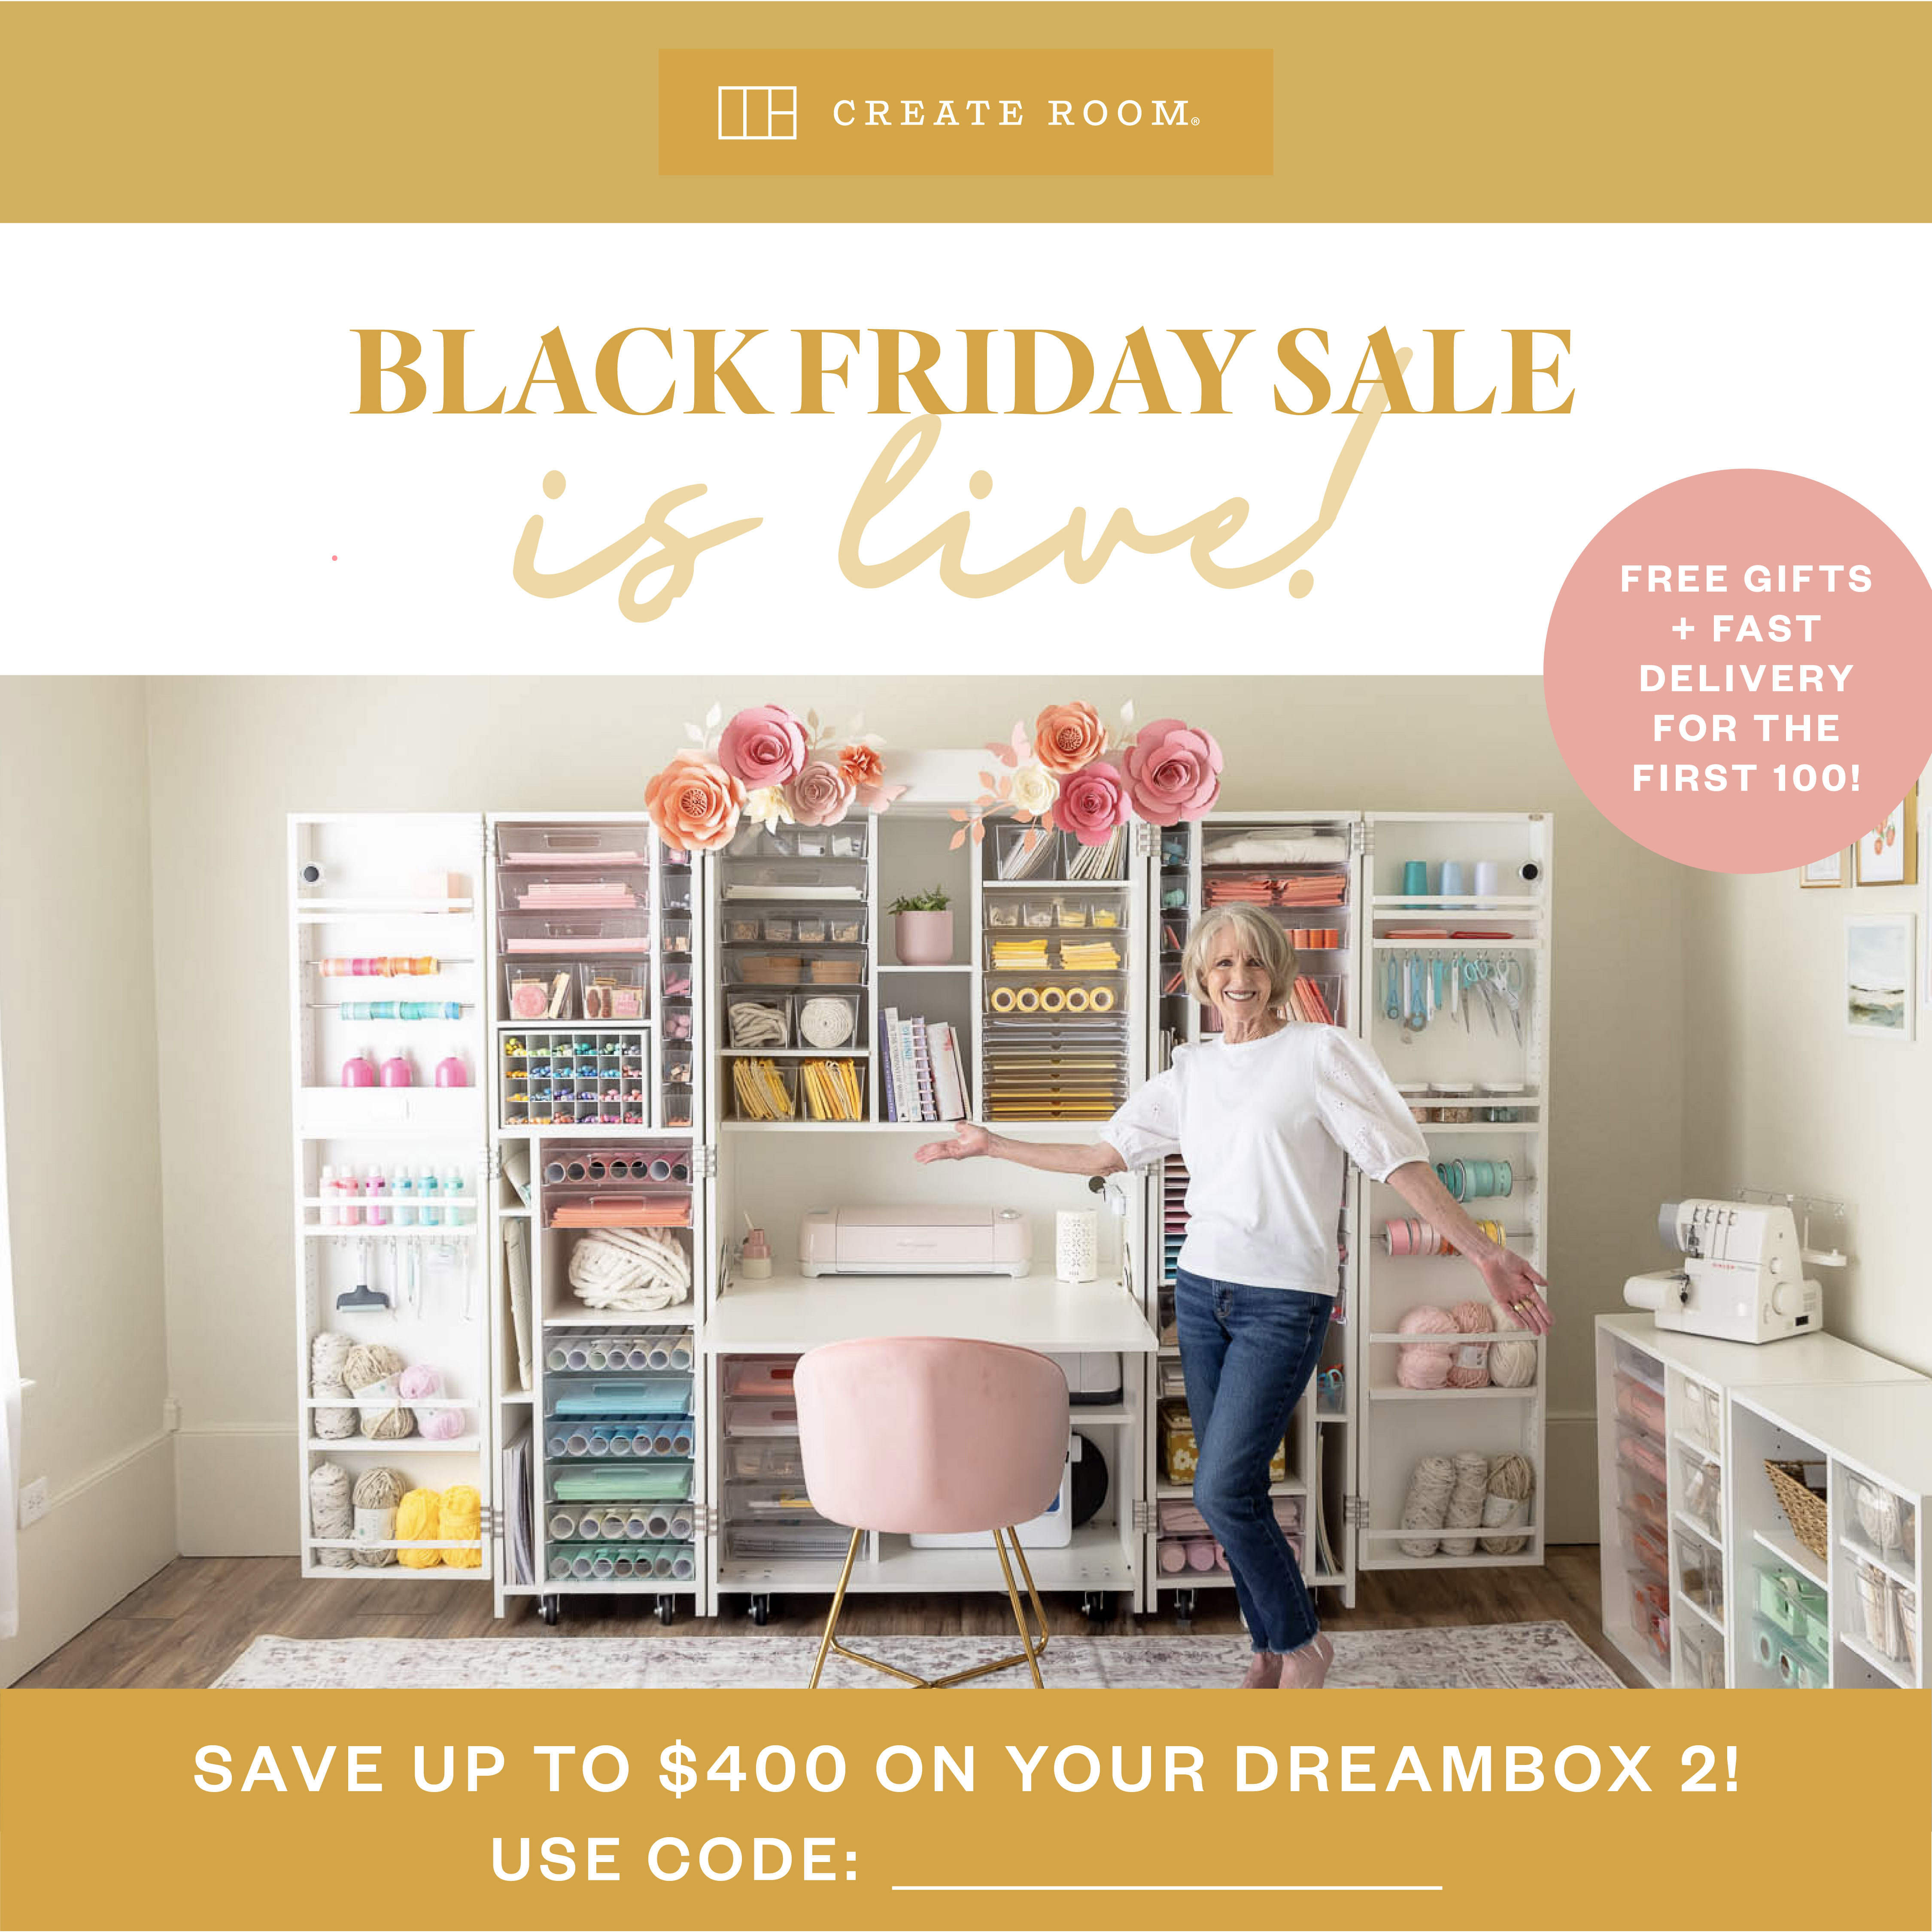 CREATE ROOM®
BLACK FRIDAY SALE
is live!
FREE GIFTS
+ FAST
DELIVERY
FOR THE
FIRST 100!
SINGER
SAVE UP TO $400 ON YOUR DREAMBOX 2!
USE CODE: